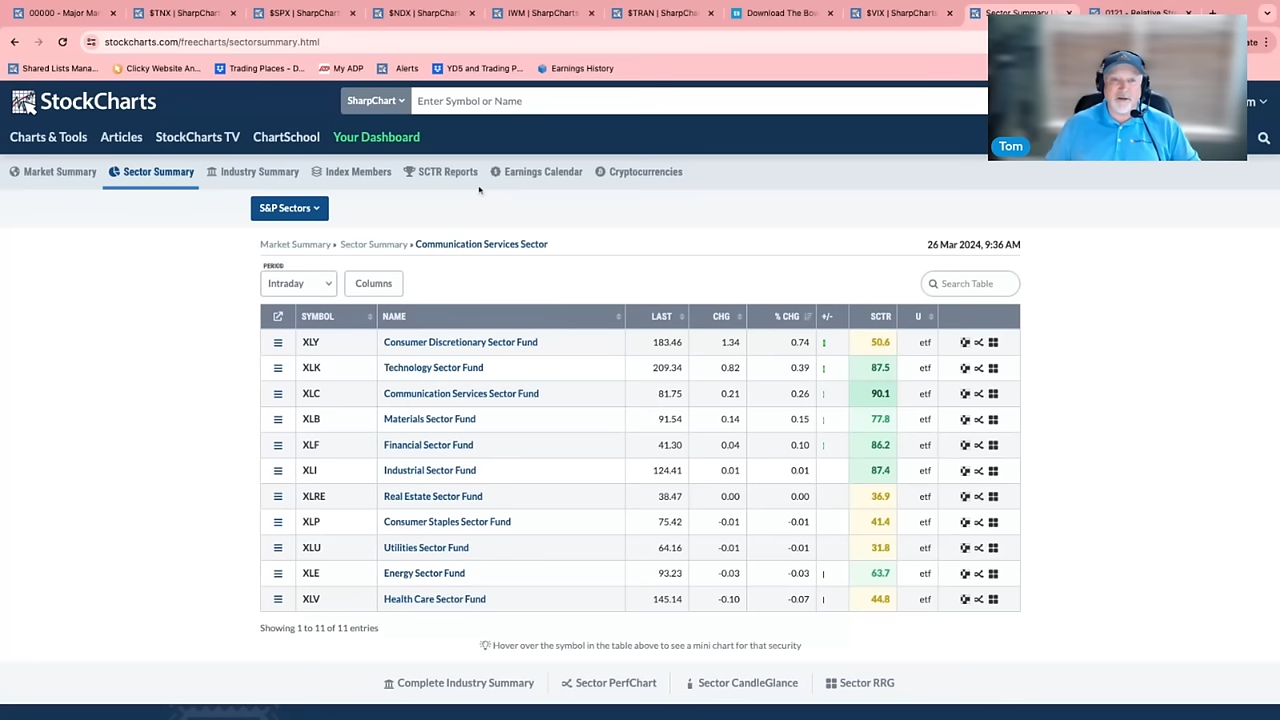 00000 - Major Mar
$TNX | SharpCha
$SPX | SharpCha
$NDX | SharpCha
IWM | SharpCha
$TRAN | SharpCha
Download The Bow
$VIX | SharpCha
Sector Summary |
0121 - Relative Str
stockcharts.com/freecharts/sectorsummary.html
Shared Lists Mana...
Clicky Website An...
Trading Places – D...
My ADP
Alerts
YD5 and Trading P...
Earnings History
StockCharts
SharpChart
Enter Symbol or Name
Charts & Tools
Articles
StockCharts TV
ChartSchool
Your Dashboard
Tom
Market Summary
Sector Summary
Industry Summary
Index Members
SCTR Reports
Earnings Calendar
Cryptocurrencies
S&P Sectors
Market Summary » Sector Summary » Communication Services Sector
26 Mar 2024, 9:36 AM
PERIOD
Intraday
Columns
Search Table
SYMBOL NAME LAST CHG % CHG +/- SCTR U
XLY Consumer Discretionary Sector Fund 183.46 1.34 0.74 50.6 etf
XLK Technology Sector Fund 209.34 0.82 0.39 87.5 etf
XLC Communication Services Sector Fund 81.75 0.21 0.26 90.1 etf
XLB Materials Sector Fund 91.54 0.14 0.15 77.8 etf
XLF Financial Sector Fund 41.30 0.04 0.10 86.2 etf
XLI Industrial Sector Fund 124.41 0.01 0.01 87.4 etf
XLRE Real Estate Sector Fund 38.47 0.00 0.00 36.9 etf
XLP Consumer Staples Sector Fund 75.42 -0.01 -0.01 41.4 etf
XLU Utilities Sector Fund 64.16 -0.01 -0.01 31.8 etf
XLE Energy Sector Fund 93.23 -0.03 -0.03 63.7 etf
XLV Health Care Sector Fund 145.14 -0.10 -0.07 44.8 etf
Showing 1 to 11 of 11 entries
Hover over the symbol in the table above to see a mini chart for that security
Complete Industry Summary
Sector PerfChart
Sector CandleGlance
Sector RRG